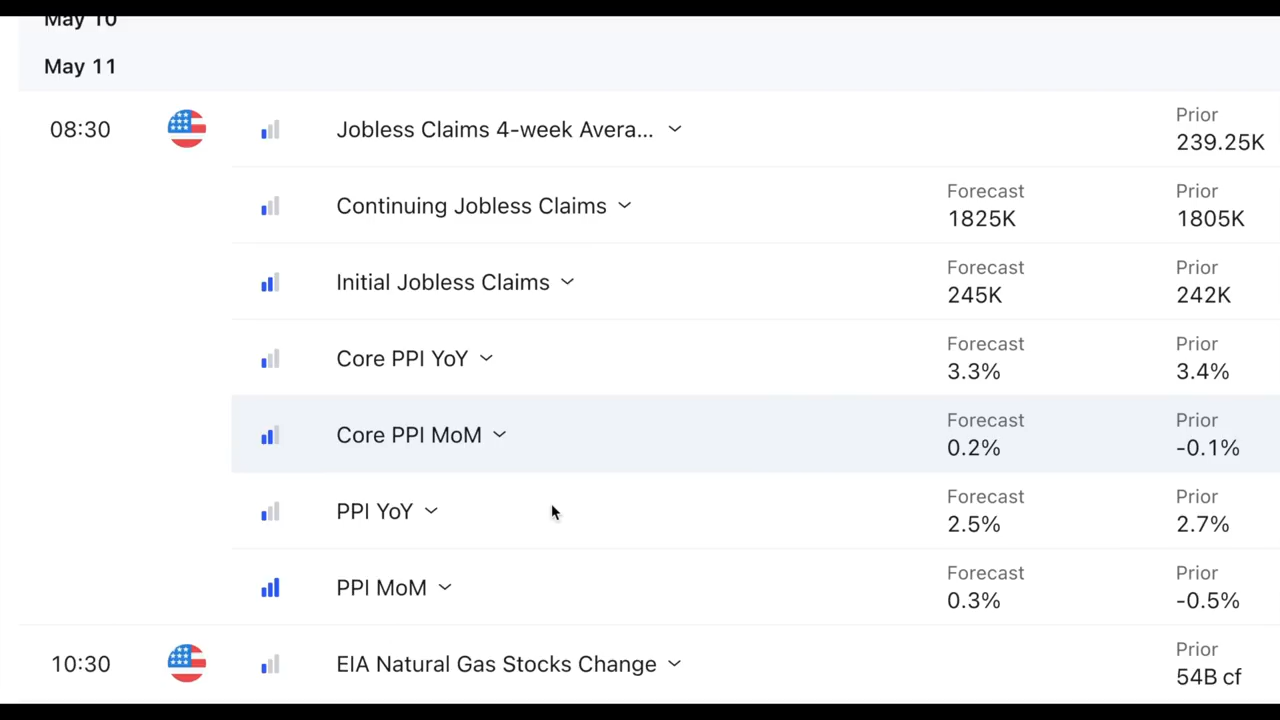 May 10
May 11
08:30
Jobless Claims 4-week Avera...
Prior
239.25K
Continuing Jobless Claims
Forecast
1825K
Prior
1805K
Initial Jobless Claims
Forecast
245K
Prior
242K
Core PPI YoY
Forecast
3.3%
Prior
3.4%
Core PPI MoM
Forecast
0.2%
Prior
-0.1%
PPI YoY
Forecast
2.5%
Prior
2.7%
PPI MoM
Forecast
0.3%
Prior
-0.5%
10:30
EIA Natural Gas Stocks Change
Prior
54B cf